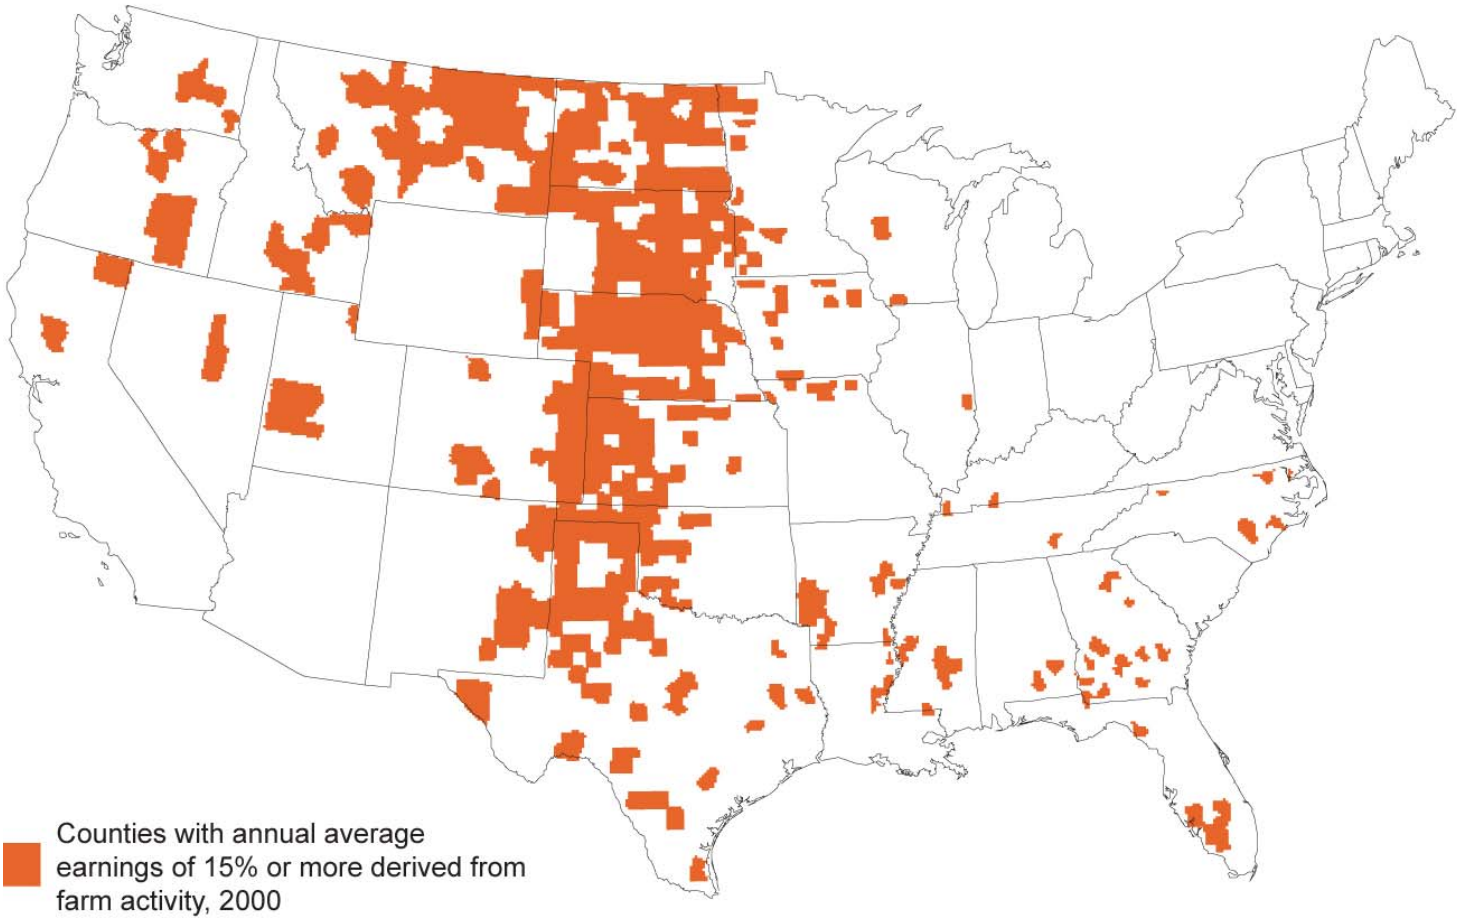 Counties with annual average
earnings of 15% or more derived from
farm activity, 2000